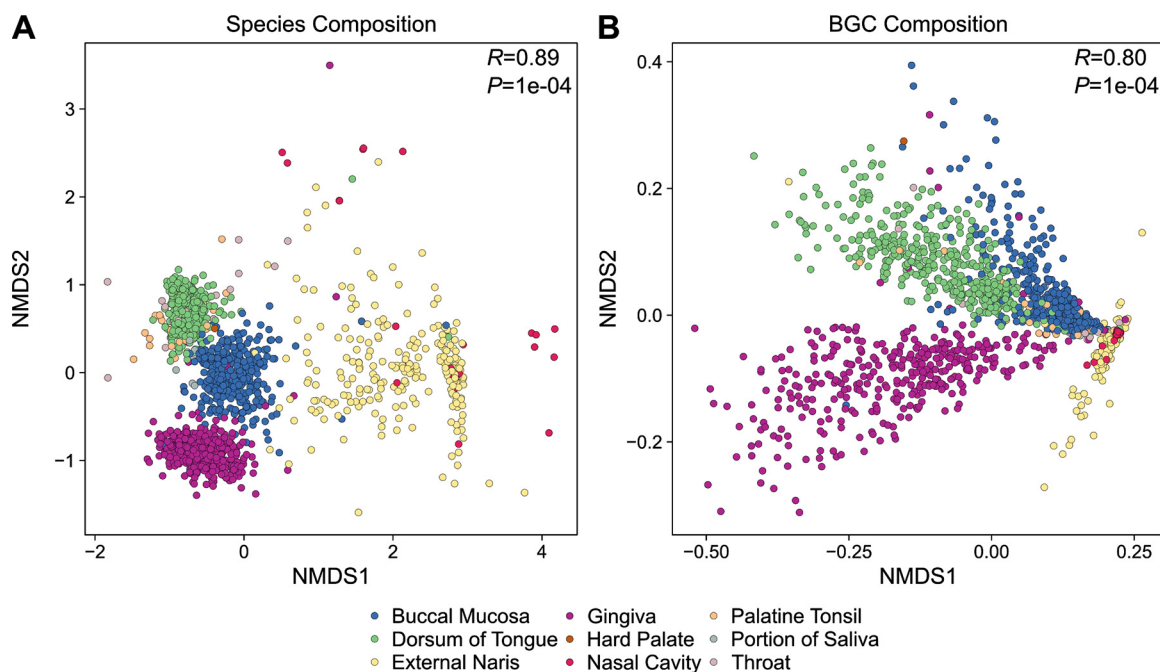 A
Species Composition
R=0.89
P=1e-04
3
2
1
0
−1
NMDS2
−2
0
2
4
NMDS1
B
BGC Composition
R=0.80
P=1e-04
0.4
0.2
0.0
−0.2
NMDS2
−0.50
−0.25
0.00
0.25
NMDS1
Buccal Mucosa
Gingiva
Palatine Tonsil
Dorsum of Tongue
Hard Palate
Portion of Saliva
External Naris
Nasal Cavity
Throat